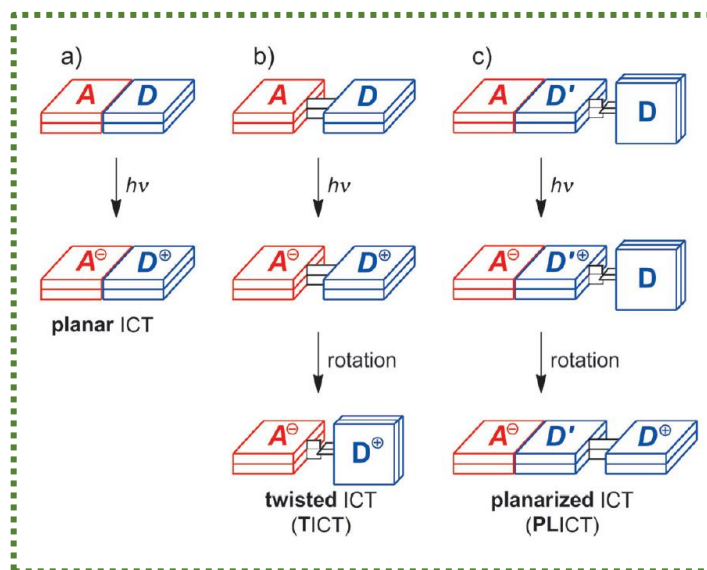 a)
A D
hν
A⊖ D⊕
planar ICT
b)
A D
hν
A⊖ D⊕
rotation
A⊖ D⊕
twisted ICT
(TICT)
c)
A D' D
hν
A⊖ D'⊕ D
rotation
A⊖ D' D⊕
planarized ICT
(PLICT)